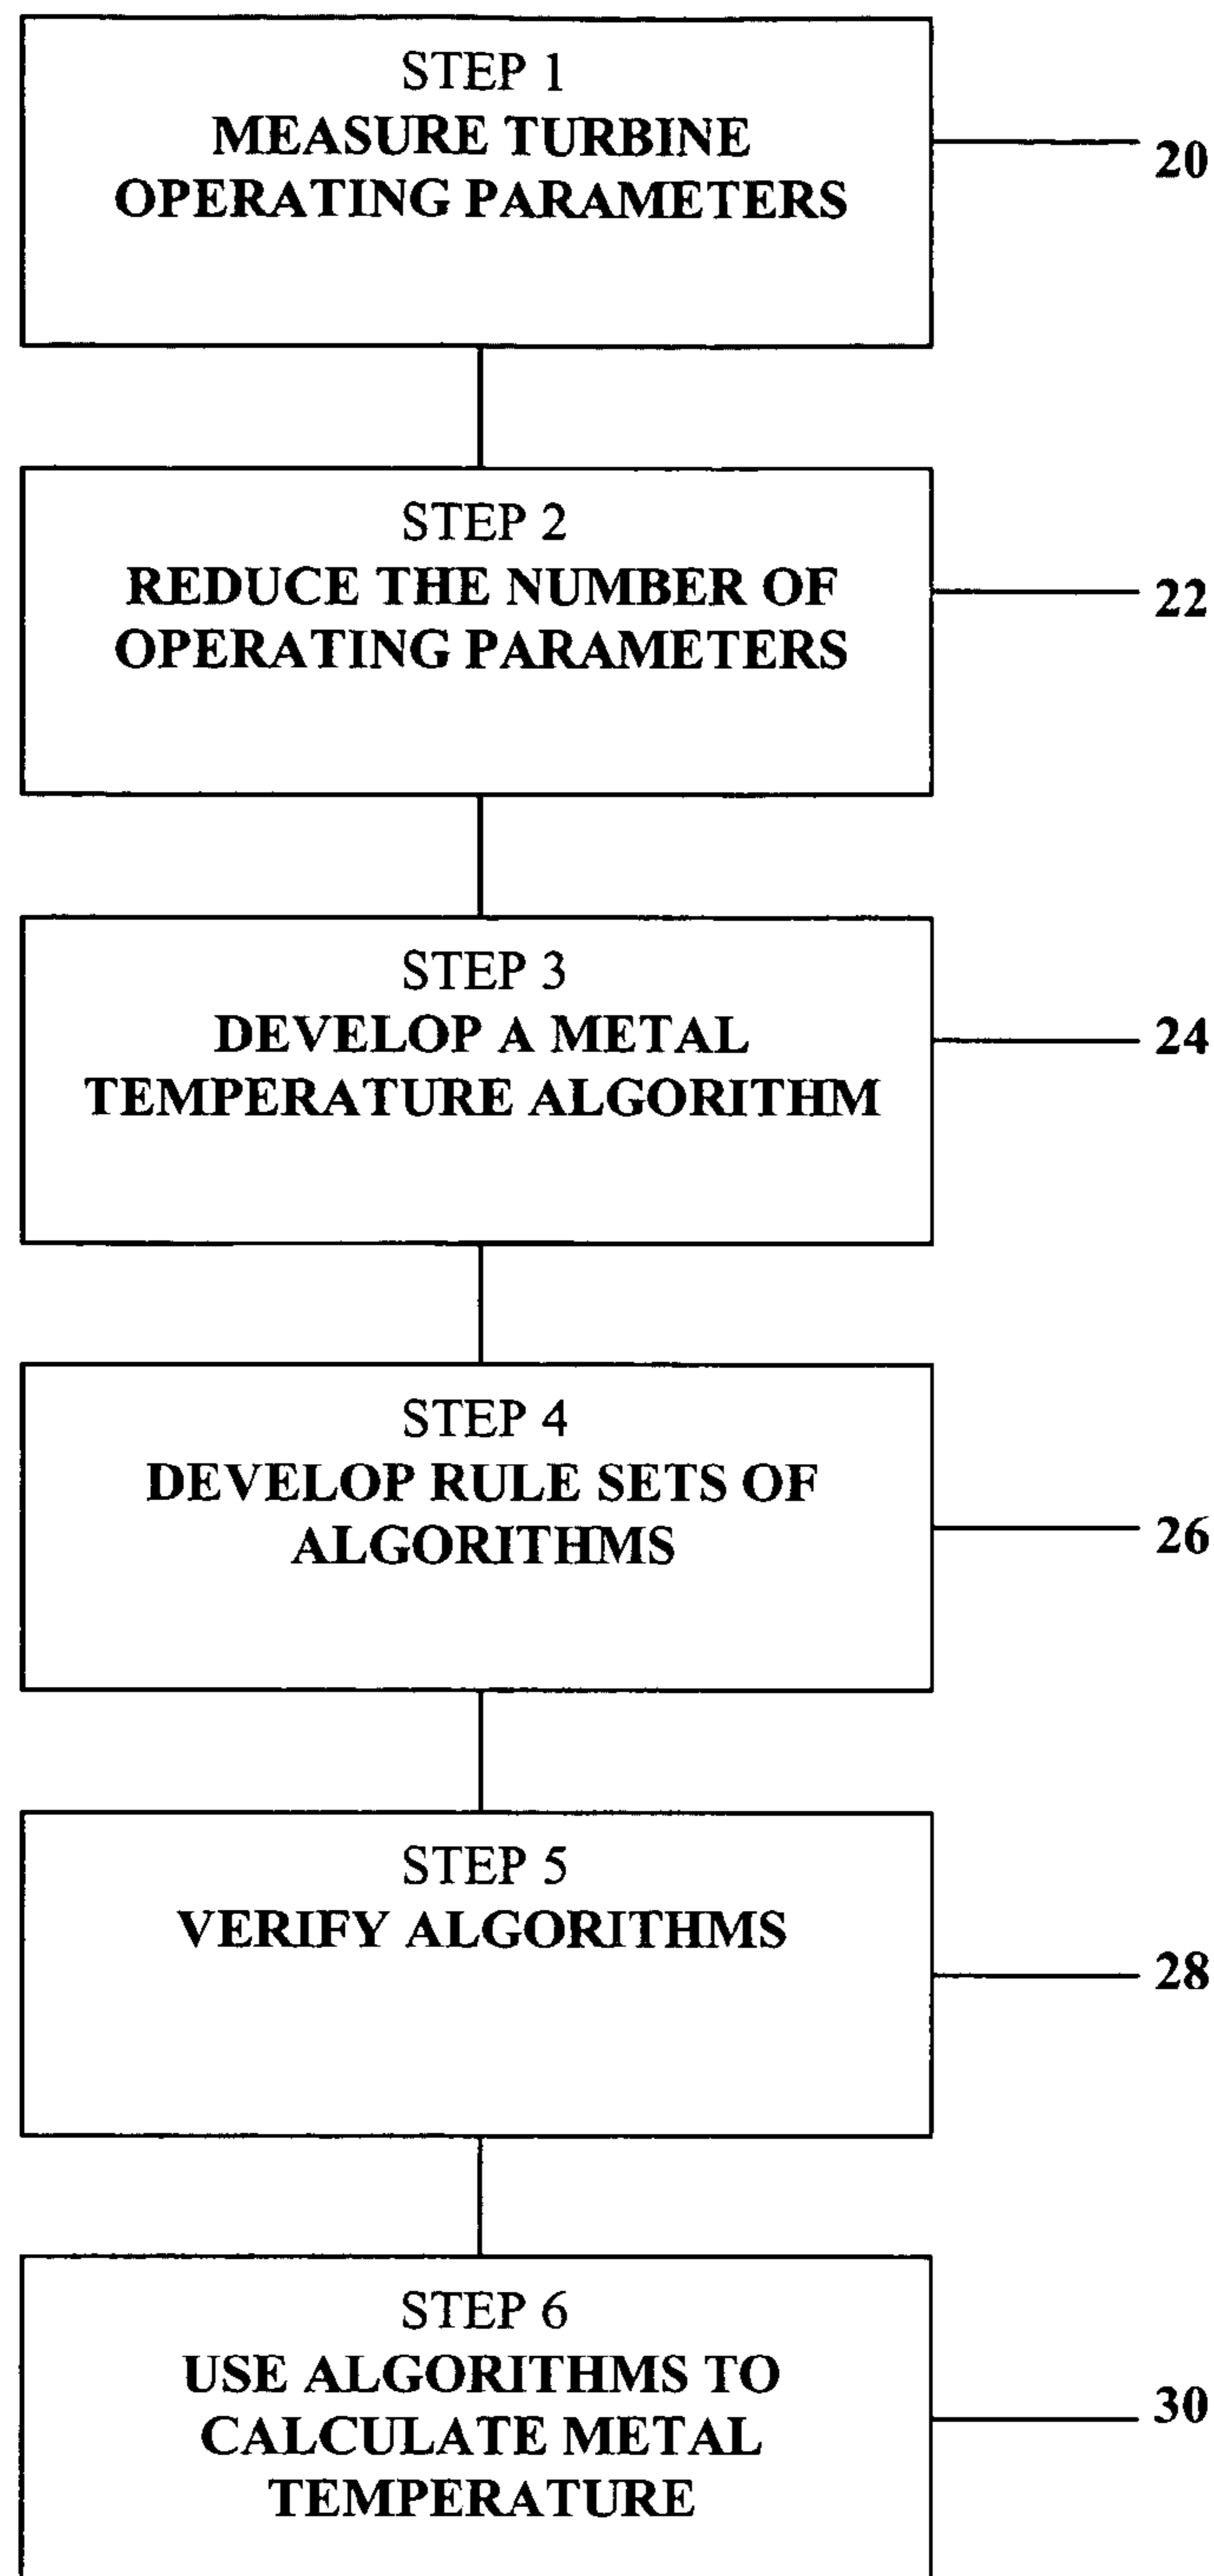 STEP 1
MEASURE TURBINE
OPERATING PARAMETERS
20
STEP 2
REDUCE THE NUMBER OF
OPERATING PARAMETERS
22
STEP 3
DEVELOP A METAL
TEMPERATURE ALGORITHM
24
STEP 4
DEVELOP RULE SETS OF
ALGORITHMS
26
STEP 5
VERIFY ALGORITHMS
28
STEP 6
USE ALGORITHMS TO
CALCULATE METAL
TEMPERATURE
30